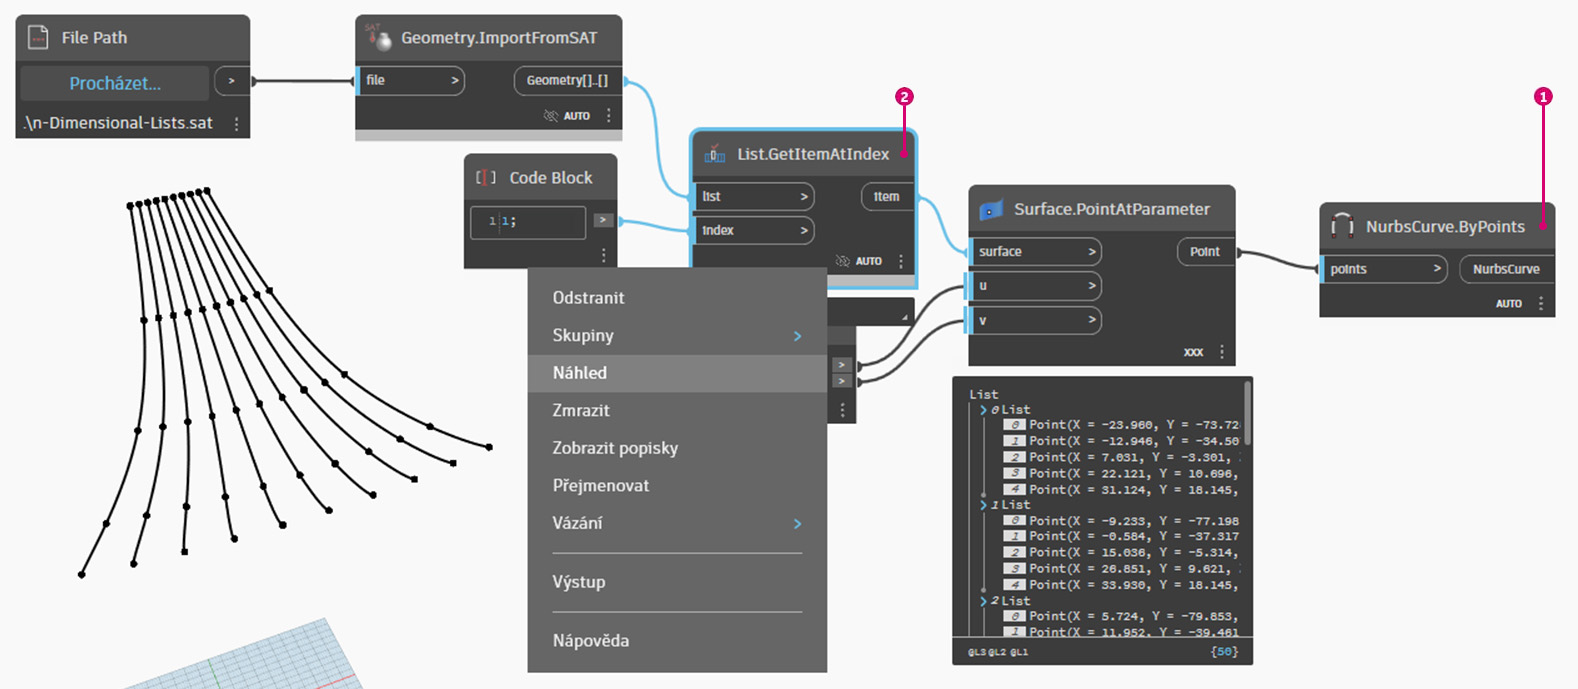 File Path
Procházet...
>
.\n-Dimensional-Lists.sat
SAT
Geometry.ImportFromSAT
file >
Geometry[]..[]
AUTO
Code Block
1 1;
>
2
List.GetItemAtIndex
list >
item
index >
AUTO
Odstranit
Skupiny >
Náhled
Zmrazit
Zobrazit popisky
Přejmenovat
Vázání >
Výstup
Nápověda
>
>
Surface.PointAtParameter
surface >
Point
u >
v >
XXX
1
NurbsCurve.ByPoints
points >
NurbsCurve
AUTO
List
0 List
0 Point(X = -23.960, Y = -73.72
1 Point(X = -12.946, Y = -34.50
2 Point(X = 7.031, Y = -3.301,
3 Point(X = 22.121, Y = 10.696,
4 Point(X = 31.124, Y = 18.145,
1 List
0 Point(X = -9.233, Y = -77.198
1 Point(X = -0.584, Y = -37.317
2 Point(X = 15.036, Y = -5.314,
3 Point(X = 26.851, Y = 9.621,
4 Point(X = 33.930, Y = 18.145,
2 List
0 Point(X = 5.724, Y = -79.853,
1 Point(X = 11.952, Y = -39.461
@L3 @L2 @L1
{50}